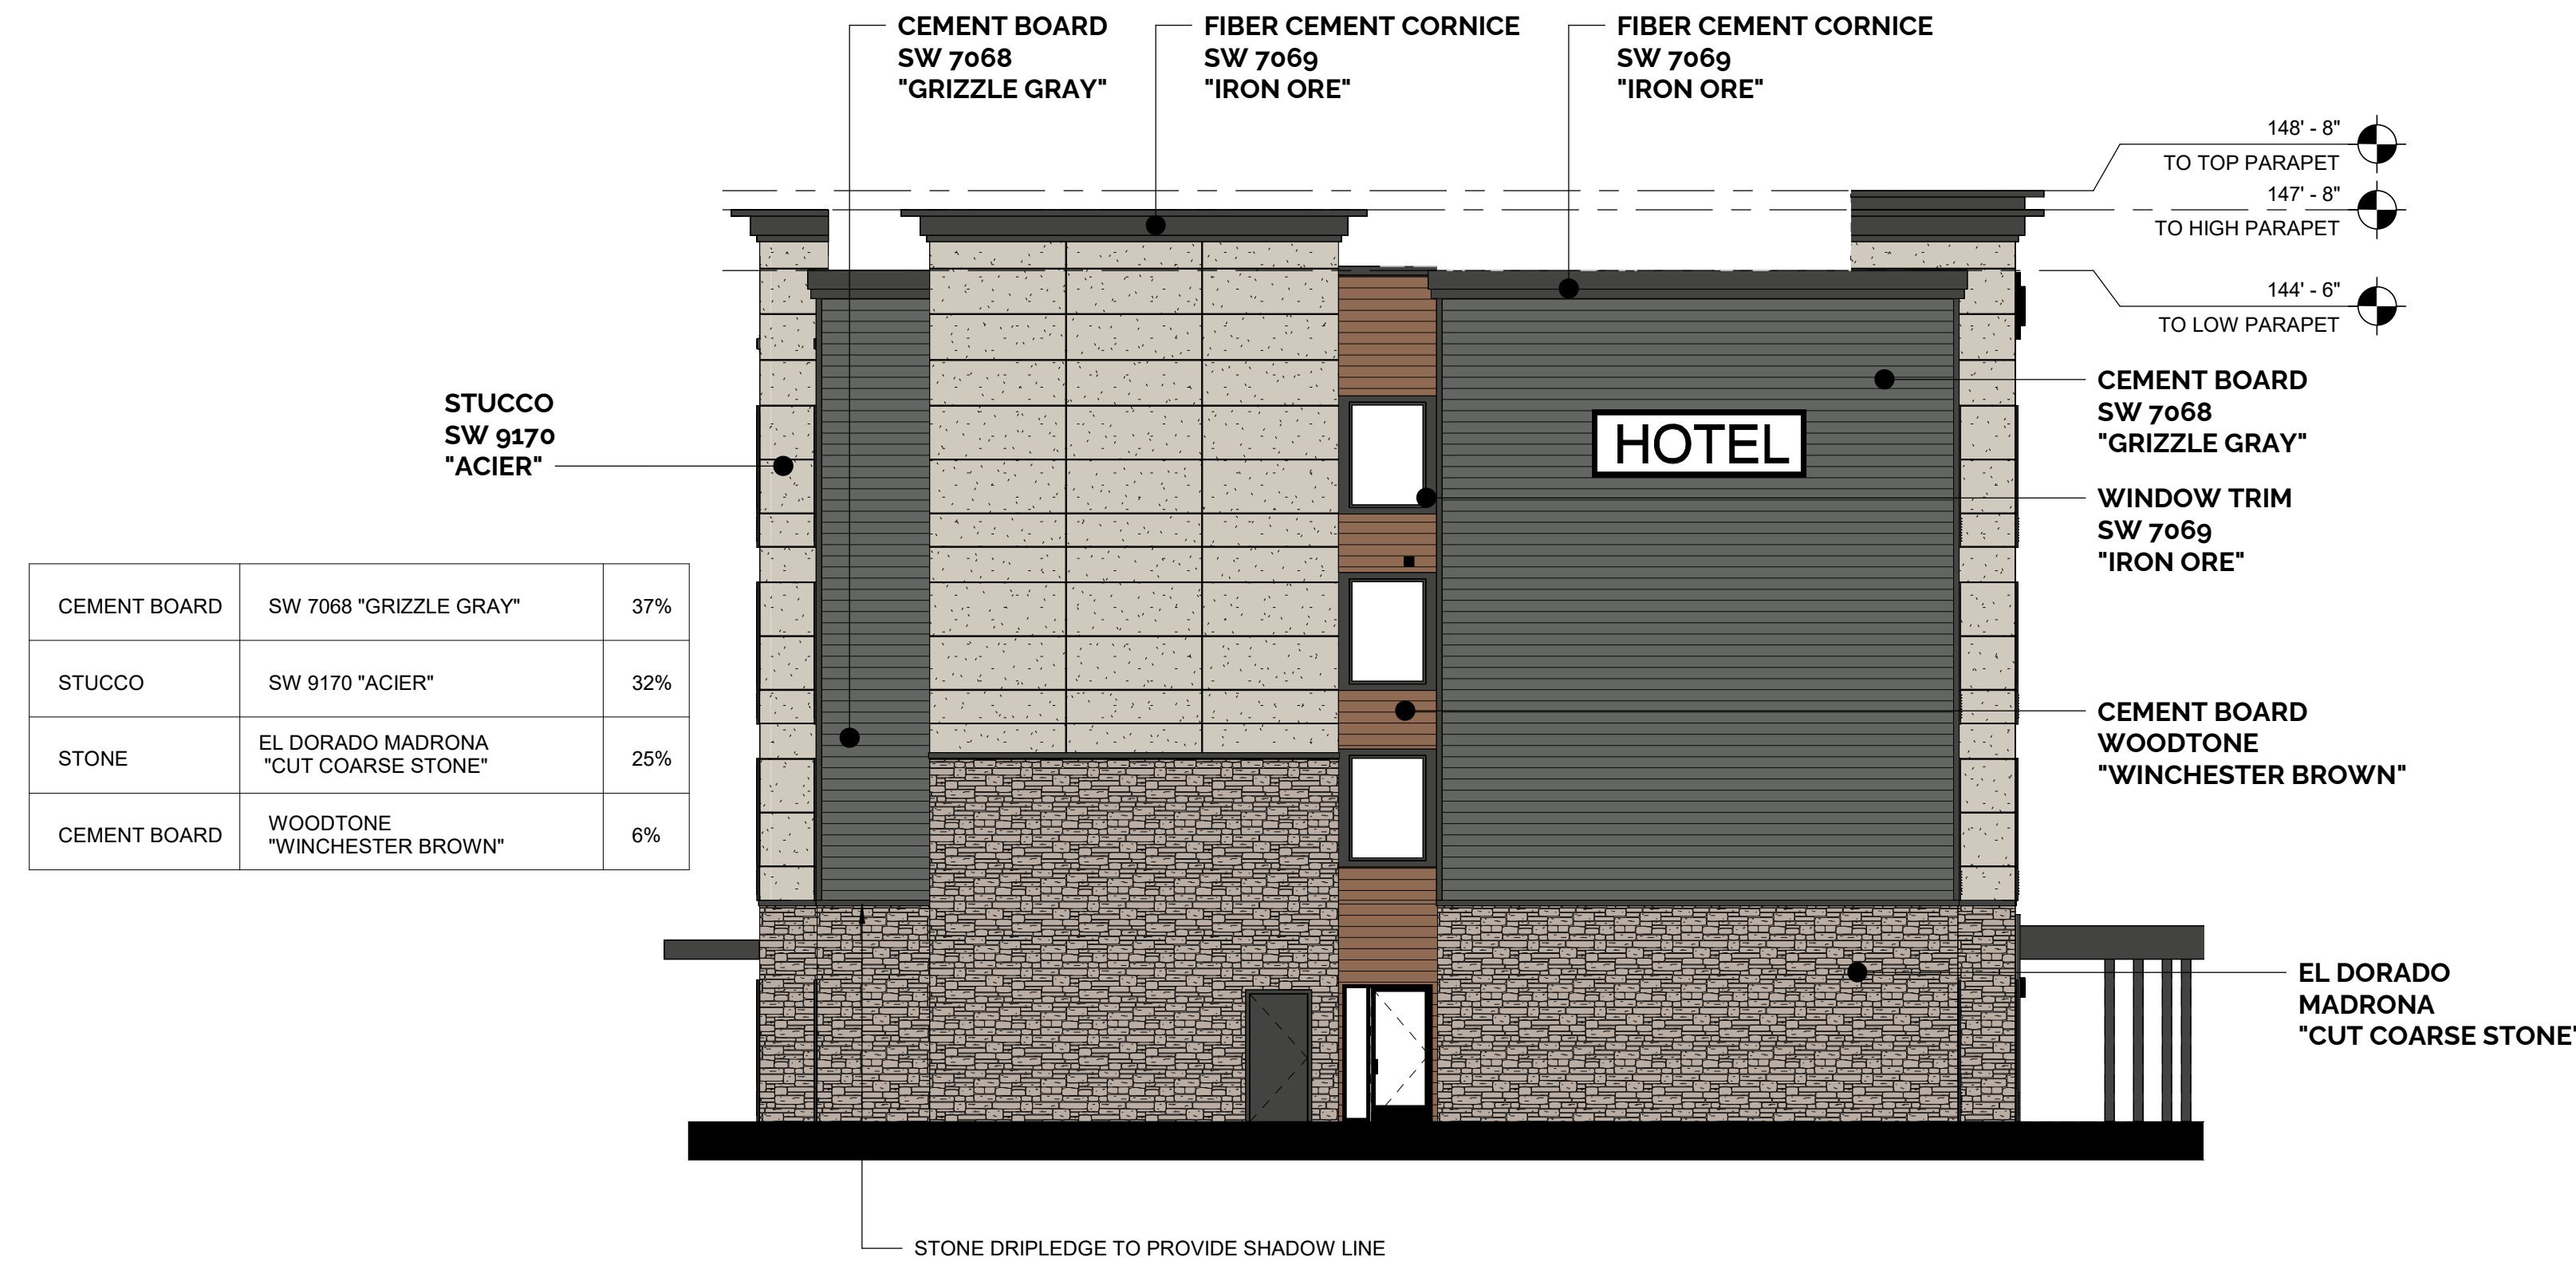 CEMENT BOARD
SW 7068
"GRIZZLE GRAY"
FIBER CEMENT CORNICE
SW 7069
"IRON ORE"
FIBER CEMENT CORNICE
SW 7069
"IRON ORE"
148' - 8"
TO TOP PARAPET
147' - 8"
TO HIGH PARAPET
144' - 6"
TO LOW PARAPET
STUCCO
SW 9170
"ACIER"
HOTEL
CEMENT BOARD
SW 7068
"GRIZZLE GRAY"
WINDOW TRIM
SW 7069
"IRON ORE"
CEMENT BOARD SW 7068 "GRIZZLE GRAY" 37%
STUCCO SW 9170 "ACIER" 32%
STONE EL DORADO MADRONA 25%
"CUT COARSE STONE"
CEMENT BOARD WOODTONE 6%
"WINCHESTER BROWN"
CEMENT BOARD
WOODTONE
"WINCHESTER BROWN"
EL DORADO
MADRONA
"CUT COARSE STONE"
STONE DRIPLEDGE TO PROVIDE SHADOW LINE